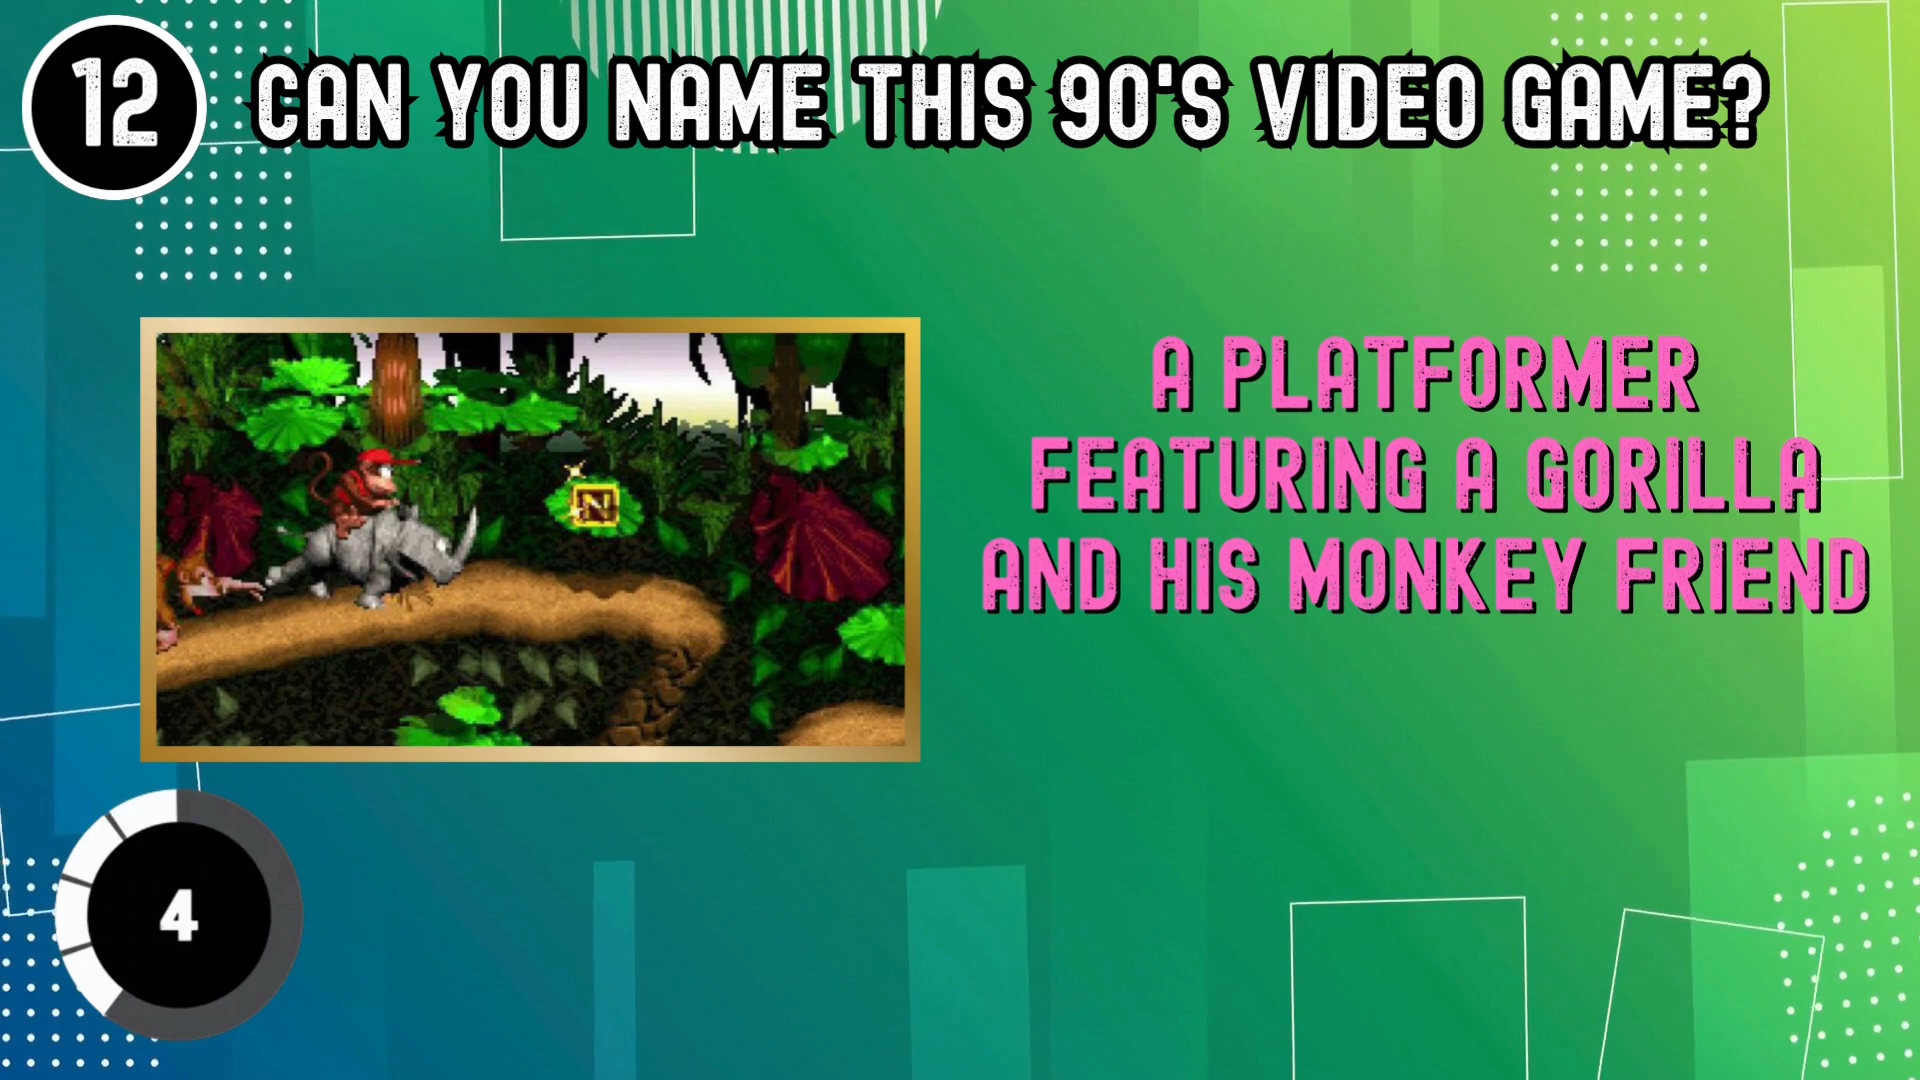 12
CAN YOU NAME THIS 90'S VIDEO GAME?
A PLATFORMER
FEATURING A GORILLA
AND HIS MONKEY FRIEND
N
4